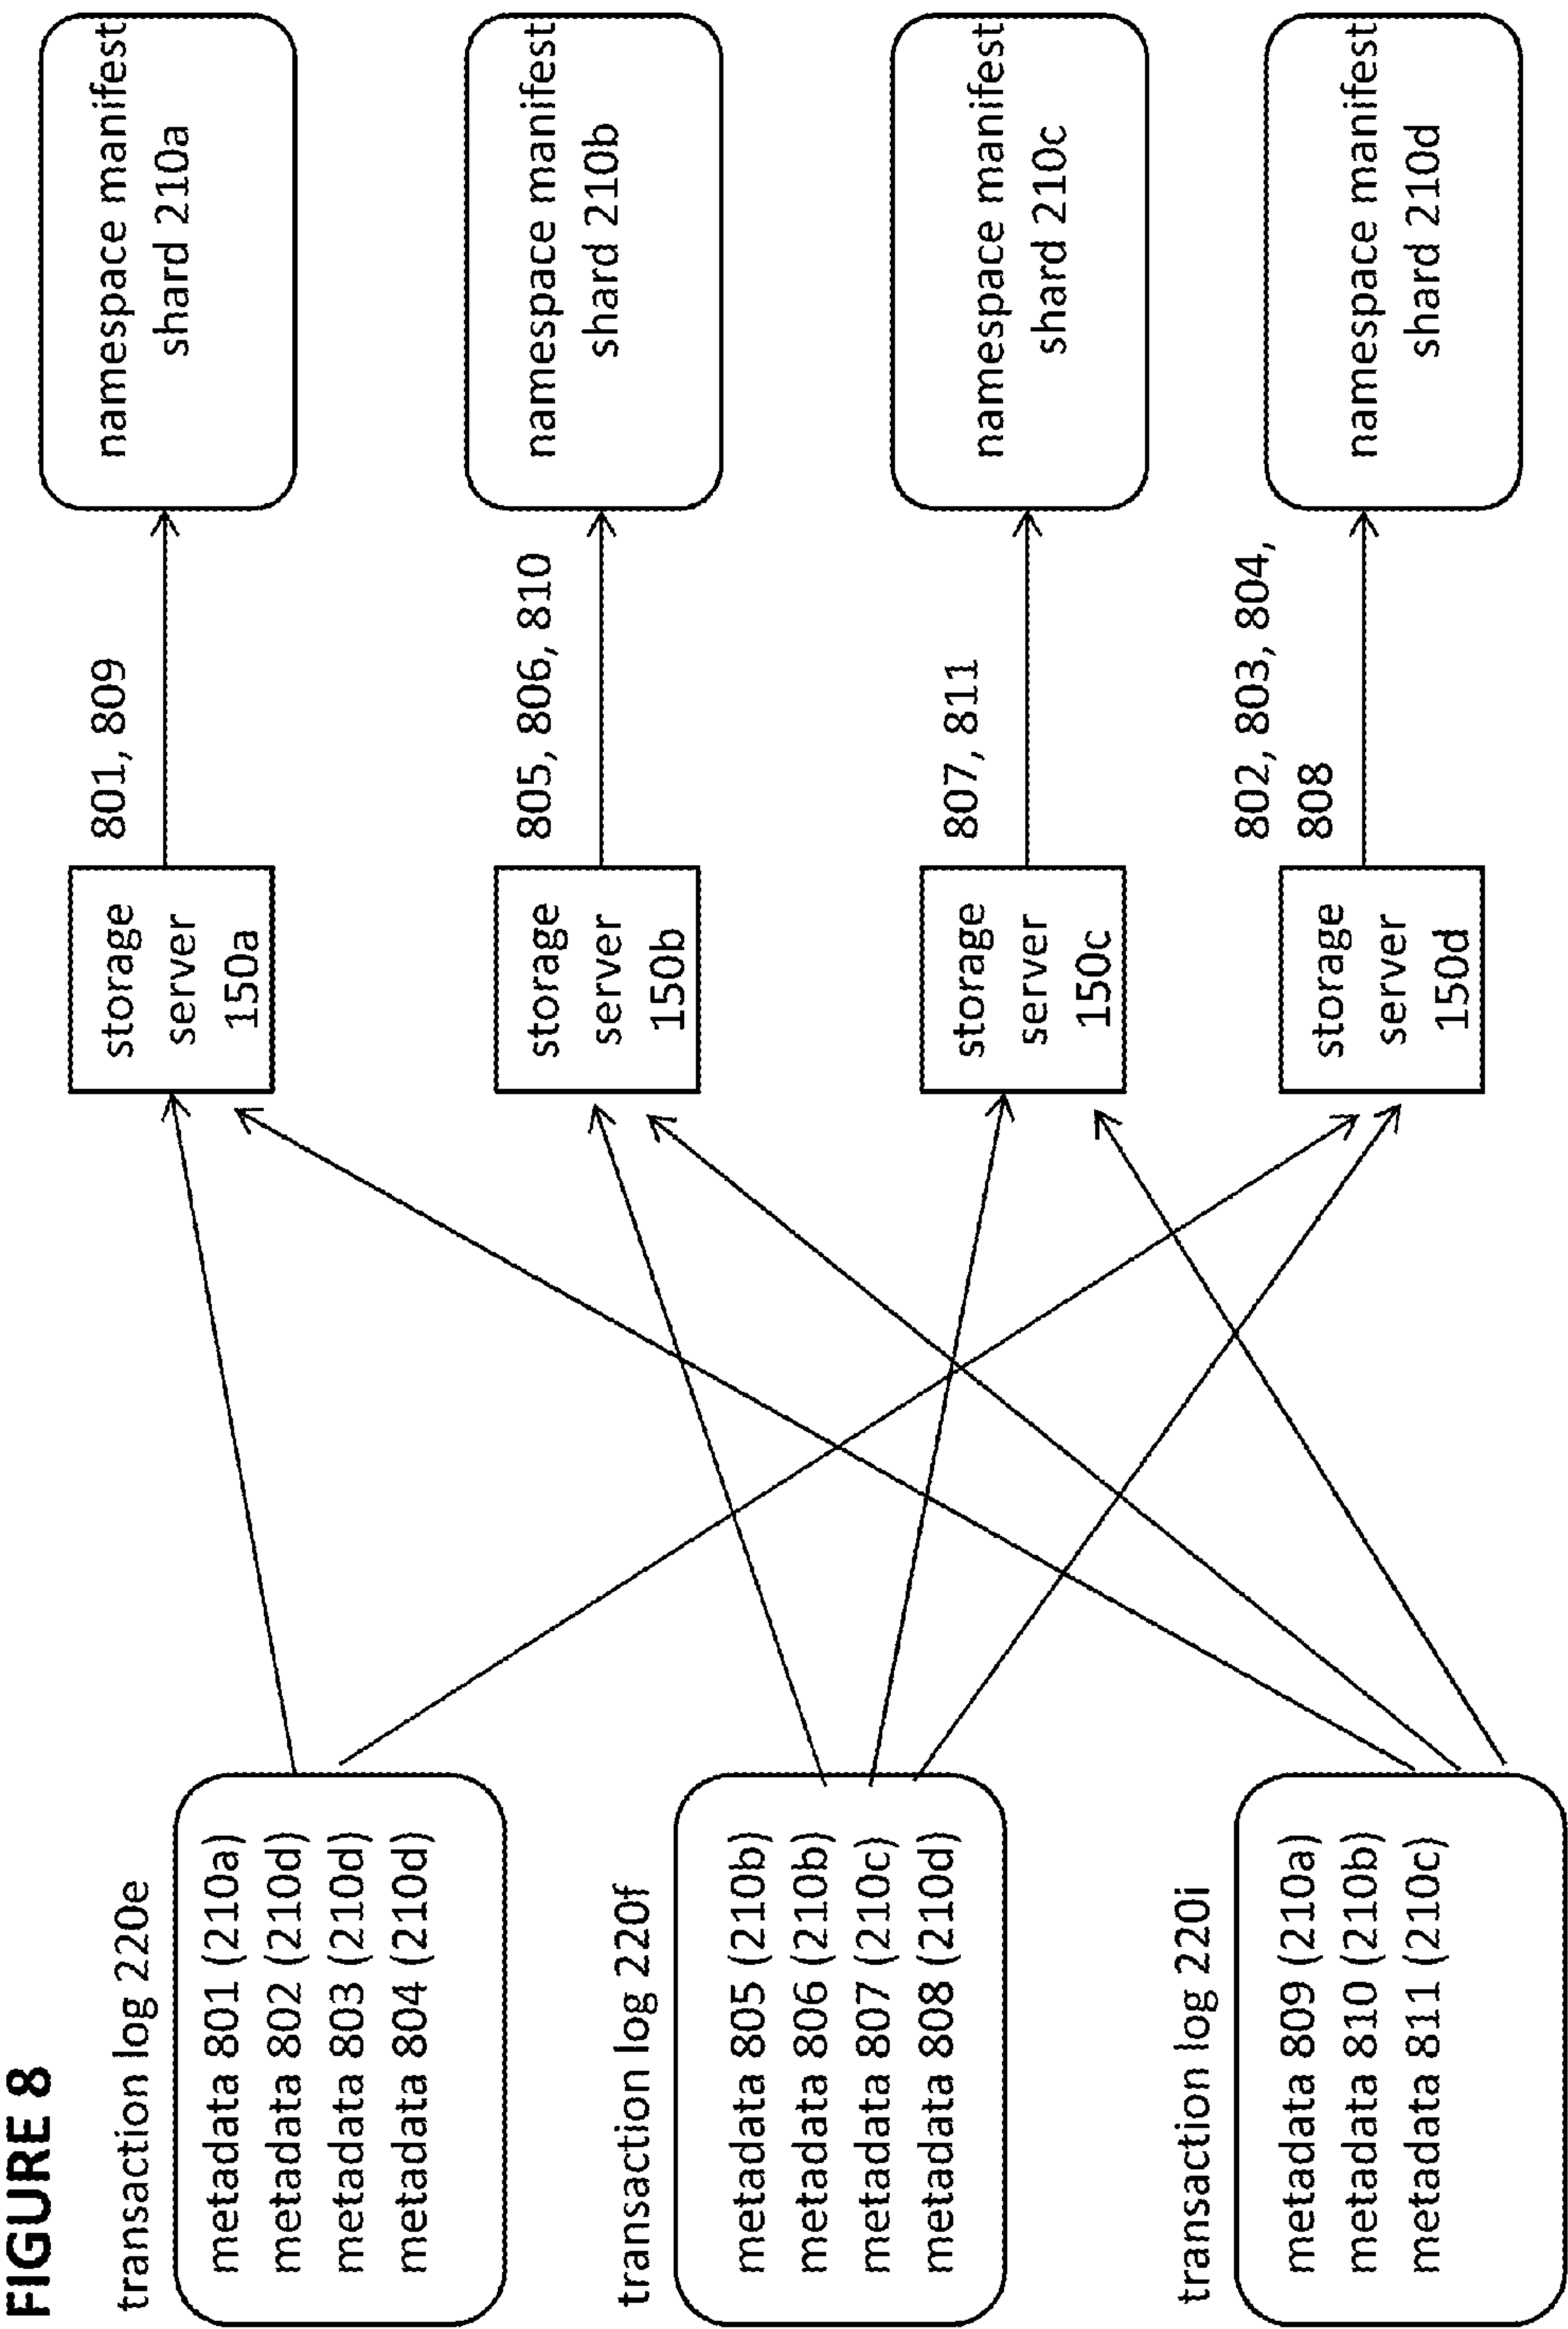 FIGURE 8
transaction log 220e
metadata 801 (210a)
metadata 802 (210d)
metadata 803 (210d)
metadata 804 (210d)
transaction log 220f
metadata 805 (210b)
metadata 806 (210b)
metadata 807 (210c)
metadata 808 (210d)
transaction log 220i
metadata 809 (210a)
metadata 810 (210b)
metadata 811 (210c)
storage
server
150a
storage
server
150b
storage
server
150c
storage
server
150d
801, 809
805, 806, 810
807, 811
802, 803, 804,
808
namespace manifest
shard 210a
namespace manifest
shard 210b
namespace manifest
shard 210c
namespace manifest
shard 210d